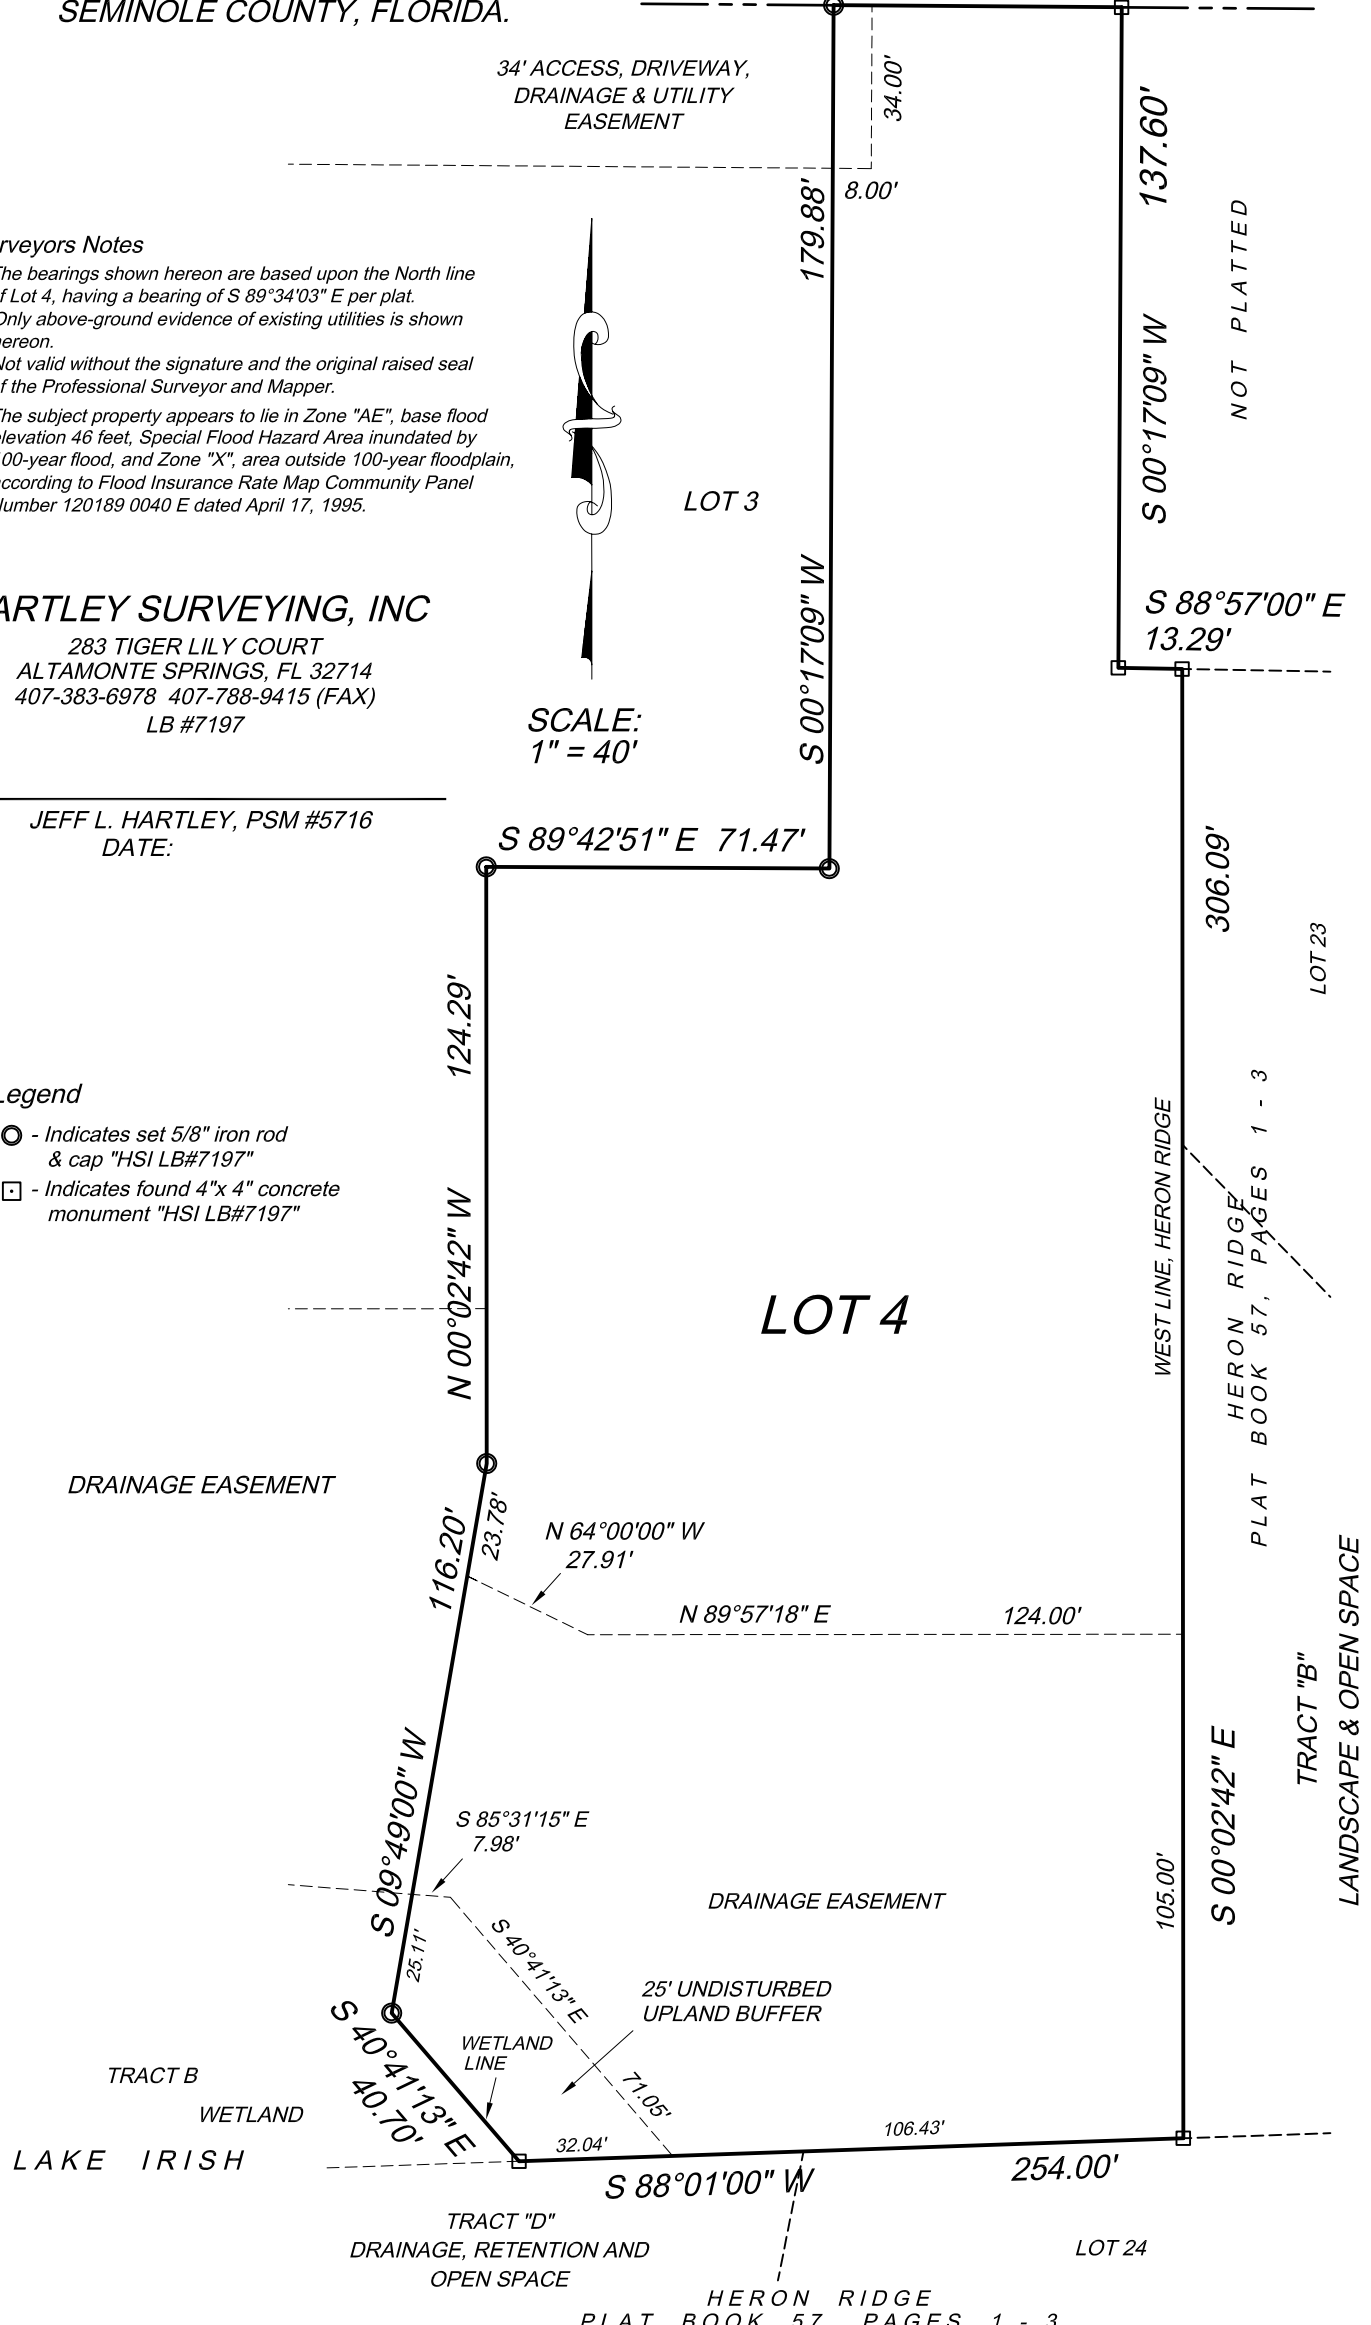 SEMINOLE COUNTY, FLORIDA.
34' ACCESS, DRIVEWAY,
DRAINAGE & UTILITY
EASEMENT
34.00'
8.00'
137.60'
S 00°17'09" W
NOT PLATTED
179.88'
S 00°17'09" W
rveyors Notes
he bearings shown hereon are based upon the North line
f Lot 4, having a bearing of S 89°34'03" E per plat.
Only above-ground evidence of existing utilities is shown
ereon.
ot valid without the signature and the original raised seal
f the Professional Surveyor and Mapper.
he subject property appears to lie in Zone "AE", base flood
levation 46 feet, Special Flood Hazard Area inundated by
00-year flood, and Zone "X", area outside 100-year floodplain,
ccording to Flood Insurance Rate Map Community Panel
umber 120189 0040 E dated April 17, 1995.
LOT 3
ARTLEY SURVEYING, INC
283 TIGER LILY COURT
ALTAMONTE SPRINGS, FL 32714
407-383-6978 407-788-9415 (FAX)
LB #7197
SCALE:
1" = 40'
S 88°57'00" E
13.29'
JEFF L. HARTLEY, PSM #5716
DATE:
S 89°42'51" E 71.47'
306.09'
LOT 23
124.29'
N 00°02'42" W
Legend
- Indicates set 5/8" iron rod
& cap "HSI LB#7197"
- Indicates found 4"x 4" concrete
monument "HSI LB#7197"
LOT 4
WEST LINE, HERON RIDGE
HERON RIDGE
PLAT BOOK 57, PAGES 1 - 3
DRAINAGE EASEMENT
116.20'
23.78'
N 64°00'00" W
27.91'
N 89°57'18" E 124.00'
TRACT "B"
LANDSCAPE & OPEN SPACE
S 00°02'42" E
105.00'
S 09°49'00" W
S 85°31'15" E
7.98'
25.11'
DRAINAGE EASEMENT
S 40°41'13" E
71.05'
25' UNDISTURBED
UPLAND BUFFER
WETLAND
LINE
S 40°41'13" E
40.70'
TRACT B
WETLAND
LAKE IRISH
32.04'
106.43'
S 88°01'00" W 254.00'
TRACT "D"
DRAINAGE, RETENTION AND
OPEN SPACE
LOT 24
HERON RIDGE
PLAT BOOK 57, PAGES 1 - 3